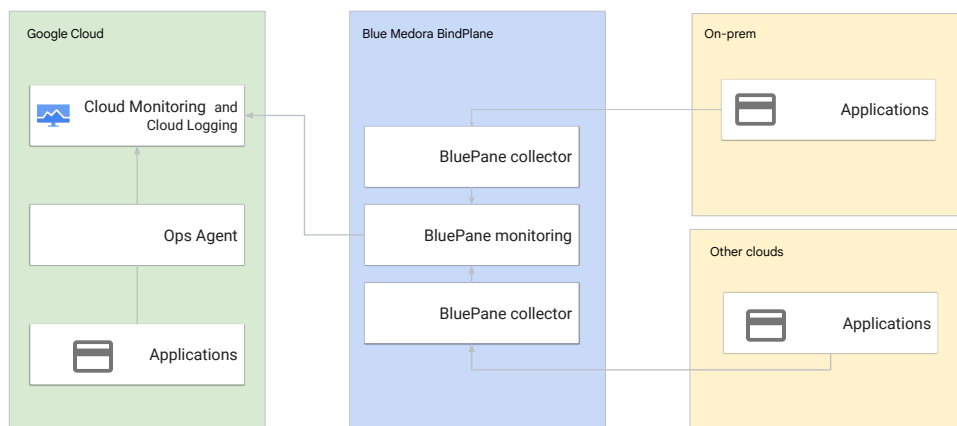 Google Cloud
Cloud Monitoring and
Cloud Logging
Ops Agent
Applications
Blue Medora BindPlane
BluePane collector
BluePane monitoring
BluePane collector
On-prem
Applications
Other clouds
Applications